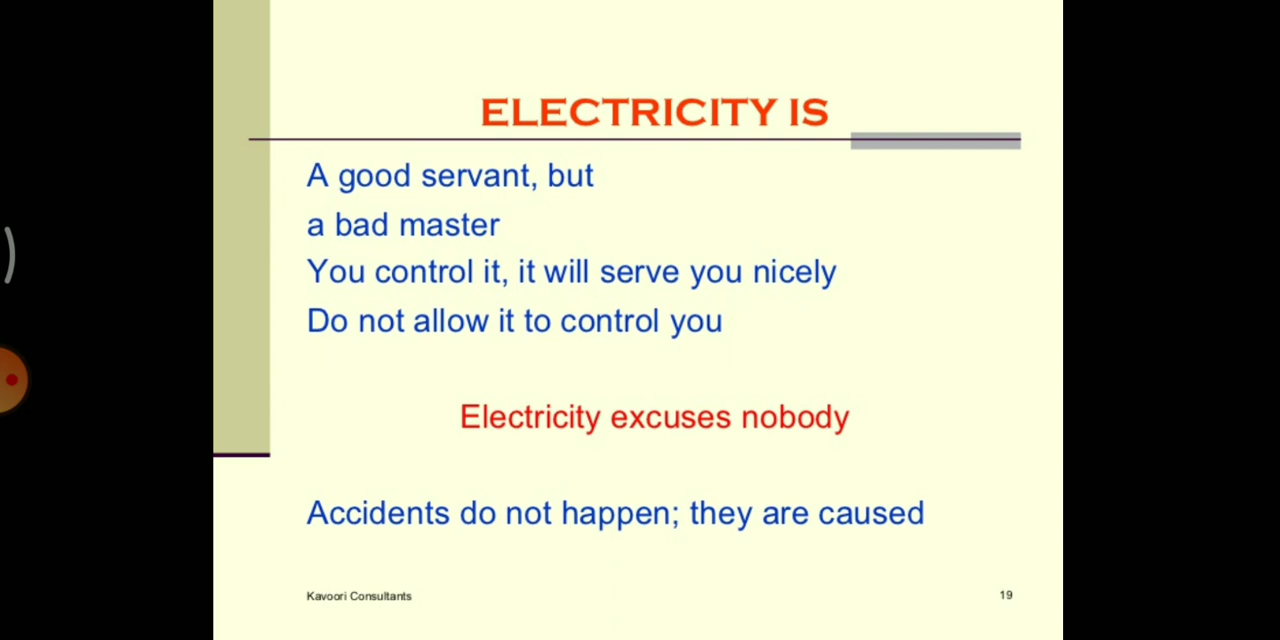 ELECTRICITY IS
A good servant, but
a bad master
You control it, it will serve you nicely
Do not allow it to control you
Electricity excuses nobody
Accidents do not happen; they are caused
Kavoori Consultants
19